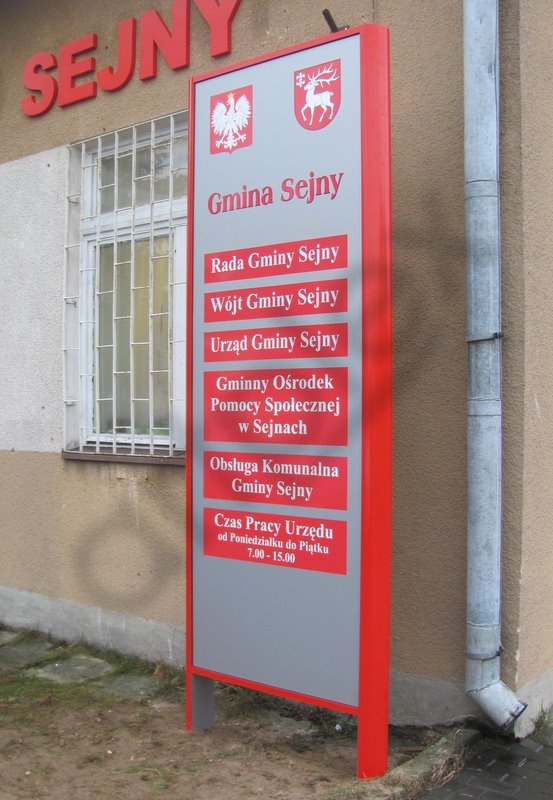 SEJNY
Gmina Sejny
Rada Gminy Sejny
Wójt Gminy Sejny
Urząd Gminy Sejny
Gminny Ośrodek
Pomocy Społecznej
w Sejnach
Obsługa Komunalna
Gminy Sejny
Czas Pracy Urzędu
od Poniedziałku do Piątku
7.00 - 15.00